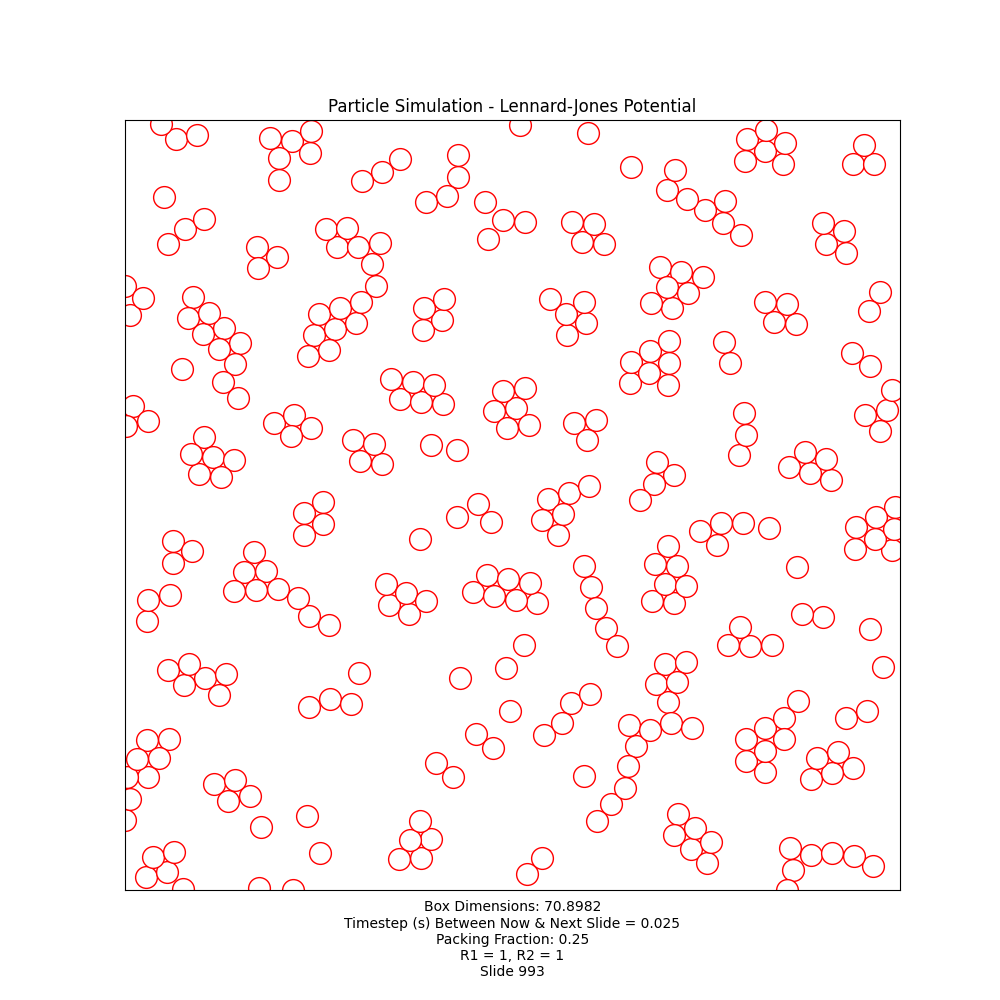 Particle Simulation - Lennard-Jones Potential
Box Dimensions: 70.8982
Timestep (s) Between Now & Next Slide = 0.025
Packing Fraction: 0.25
R1 = 1, R2 = 1
Slide 993